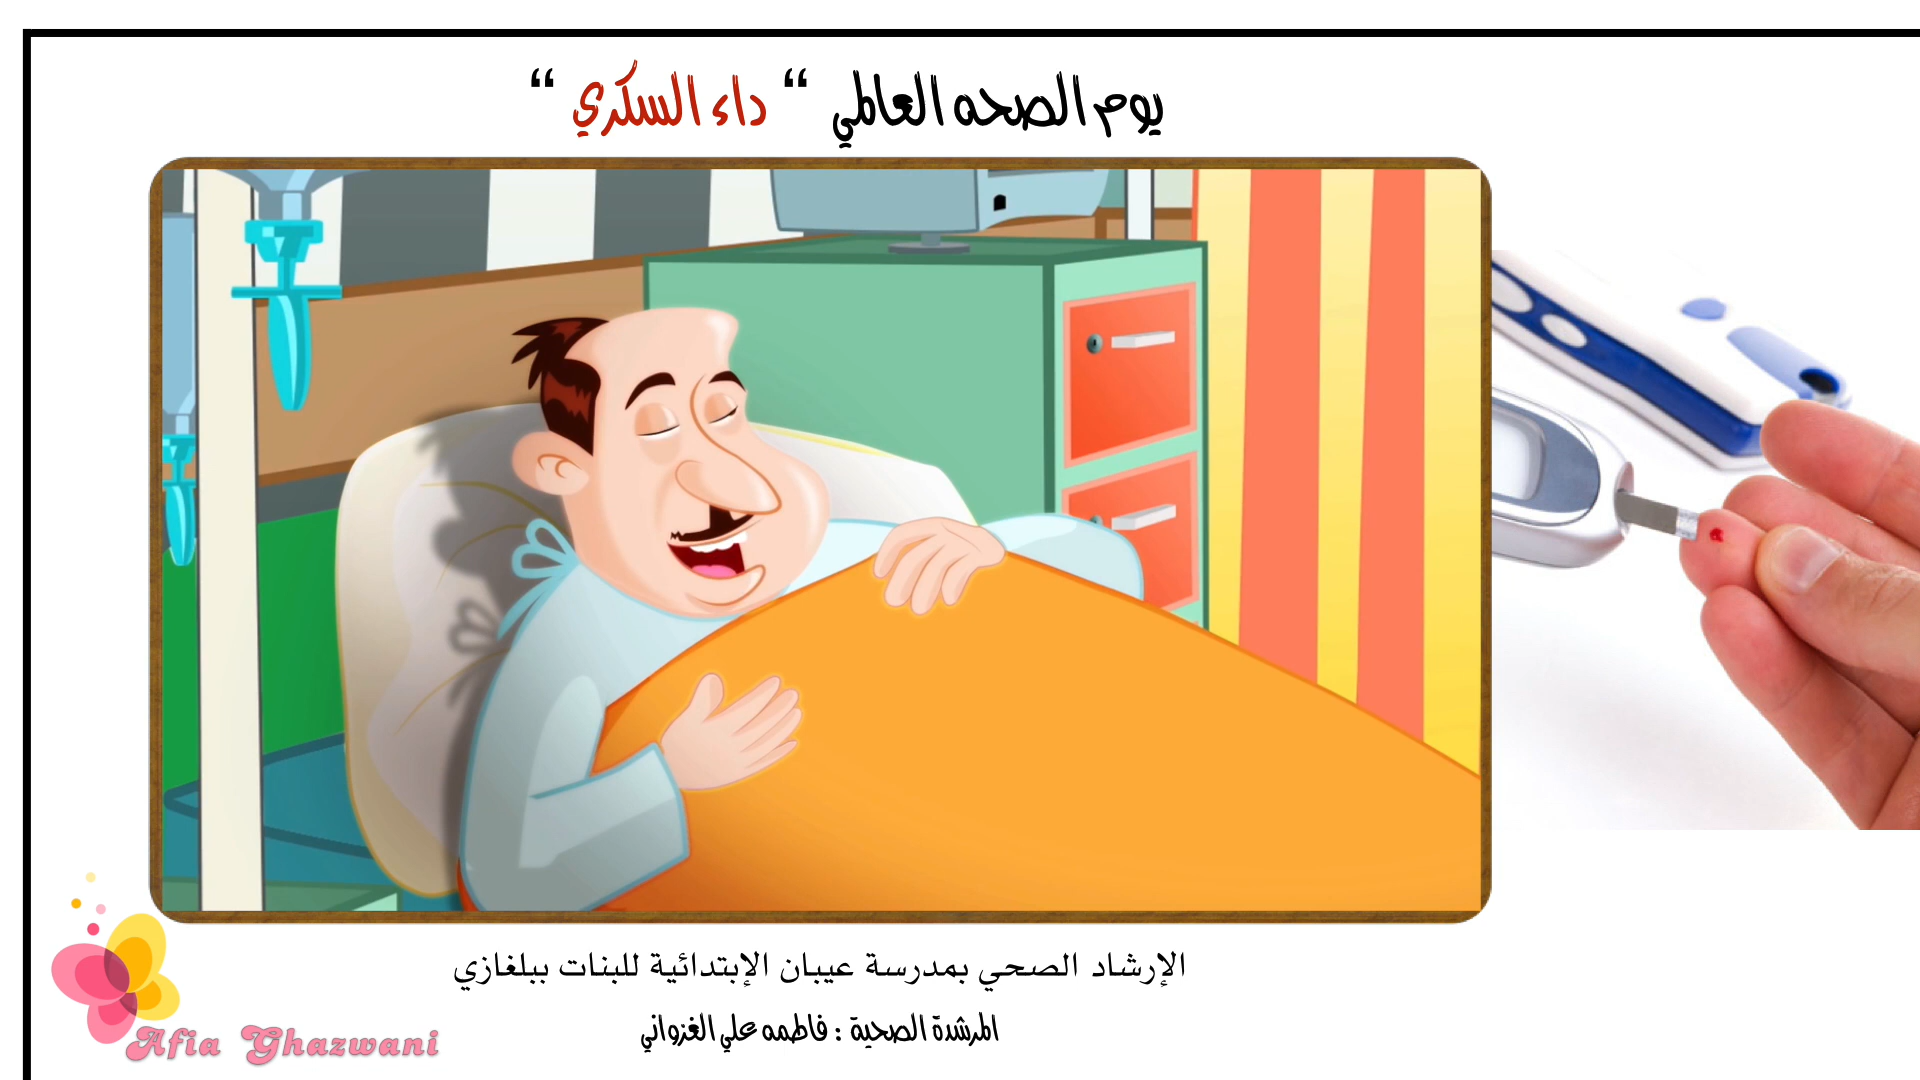 يوم الصحه العالمي “ داء السكري “
الإرشاد الصحي بمدرسة عيبان الإبتدائية للبنات ببلغازي
المرشدة الصحية : فاطمه علي الغزواني
Afia Ghazwani